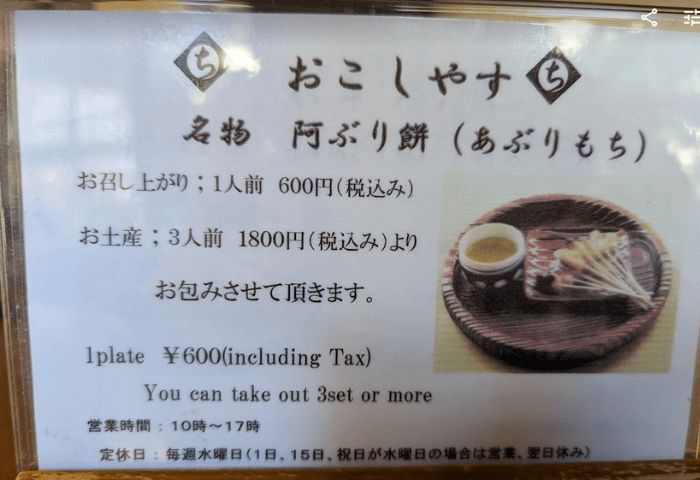 ち おこしやす ち
名物 阿ぶり餅 (あぶりもち)
お召し上がり；1人前 600円(税込み)
お土産；3人前 1800円(税込み)より
お包みさせて頂きます。
1plate ￥600(including Tax)
You can take out 3set or more
営業時間：10時～17時
定休日：毎週水曜日(1日、15日、祝日が水曜日の場合は営業、翌日休み)